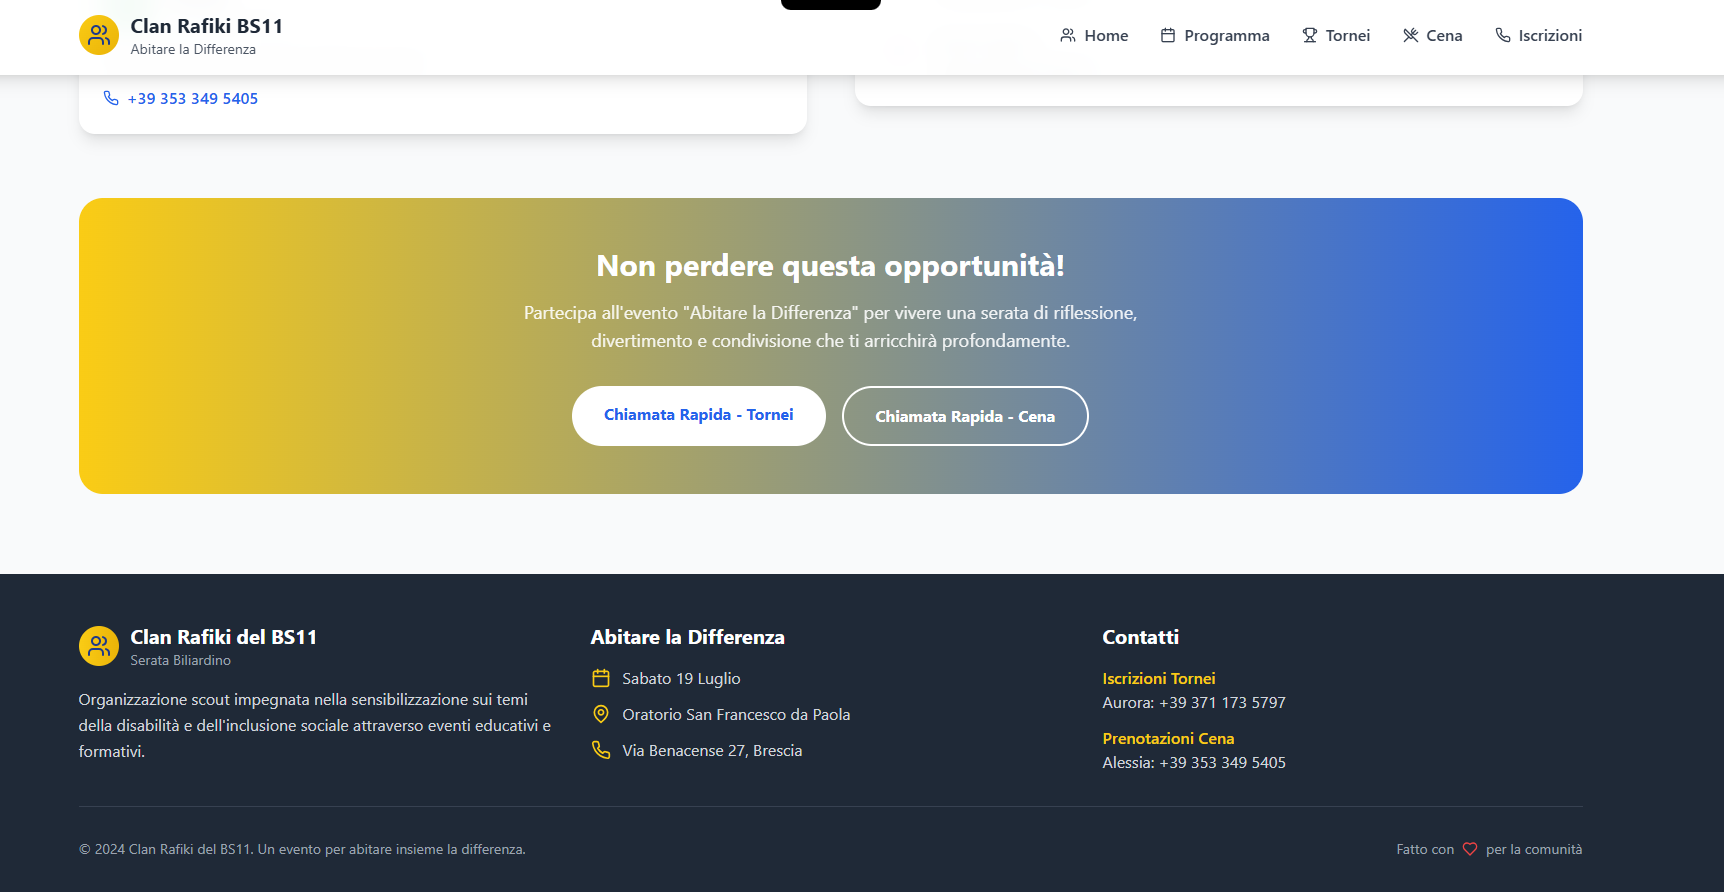 Clan Rafiki BS11
Abitare la Differenza
Home
Programma
Tornei
Cena
Iscrizioni
+39 353 349 5405
Non perdere questa opportunità!
Partecipa all'evento "Abitare la Differenza" per vivere una serata di riflessione,
divertimento e condivisione che ti arricchirà profondamente.
Chiamata Rapida - Tornei
Chiamata Rapida - Cena
Clan Rafiki del BS11
Serata Biliardino
Organizzazione scout impegnata nella sensibilizzazione sui temi
della disabilità e dell'inclusione sociale attraverso eventi educativi e
formativi.
Abitare la Differenza
Sabato 19 Luglio
Oratorio San Francesco da Paola
Via Benacense 27, Brescia
Contatti
Iscrizioni Tornei
Aurora: +39 371 173 5797
Prenotazioni Cena
Alessia: +39 353 349 5405
© 2024 Clan Rafiki del BS11. Un evento per abitare insieme la differenza.
Fatto con per la comunità